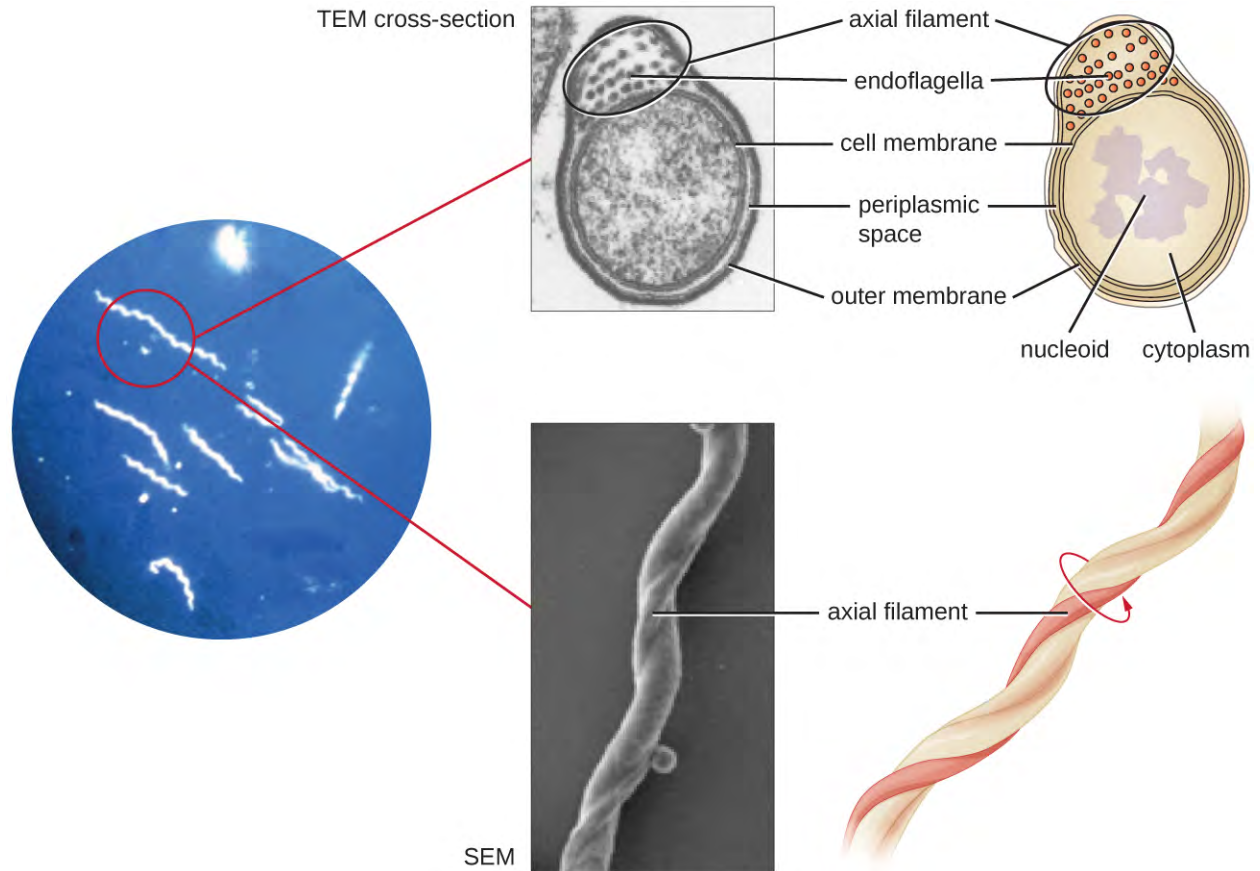 TEM cross-section
axial filament
endoflagella
cell membrane
periplasmic
space
outer membrane
nucleoid
cytoplasm
axial filament
SEM